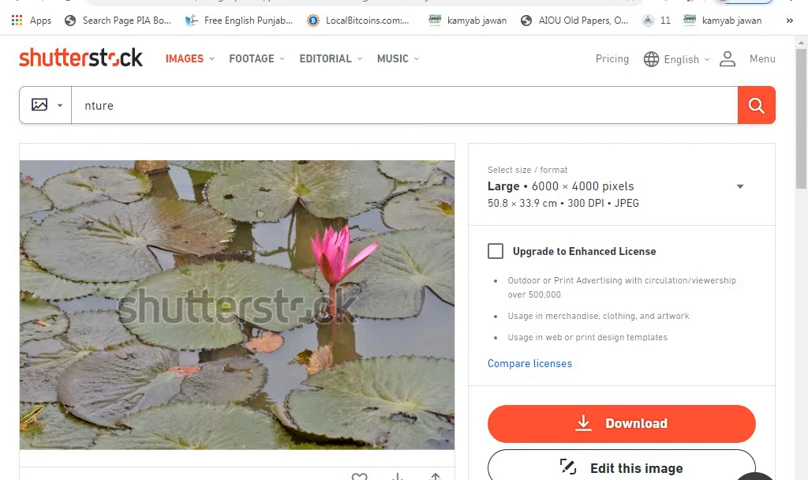 Apps Search Page PIA Bo... Free English Punjab... LocalBitcoins.com:... kamyab jawan AIOU Old Papers, O... 11 kamyab jawan »
shutterstock IMAGES FOOTAGE EDITORIAL MUSIC Pricing English Menu
nture
Select size / format
Large • 6000 × 4000 pixels
50.8 × 33.9 cm • 300 DPI • JPEG
Upgrade to Enhanced License
• Outdoor or Print Advertising with circulation/viewership
over 500,000
• Usage in merchandise, clothing, and artwork
• Usage in web or print design templates
Compare licenses
shutterstock
Download
Edit this image